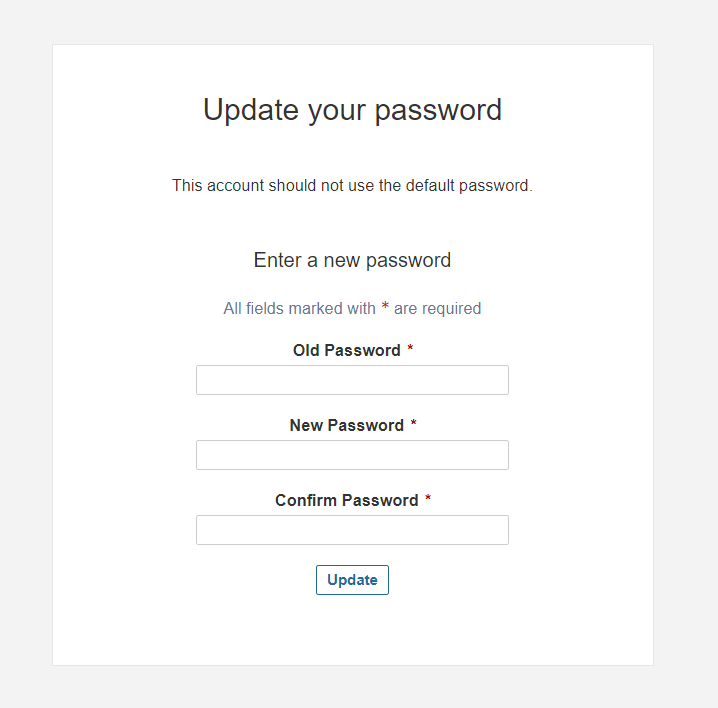 Update your password
This account should not use the default password.
Enter a new password
All fields marked with * are required
Old Password *
New Password *
Confirm Password *
Update